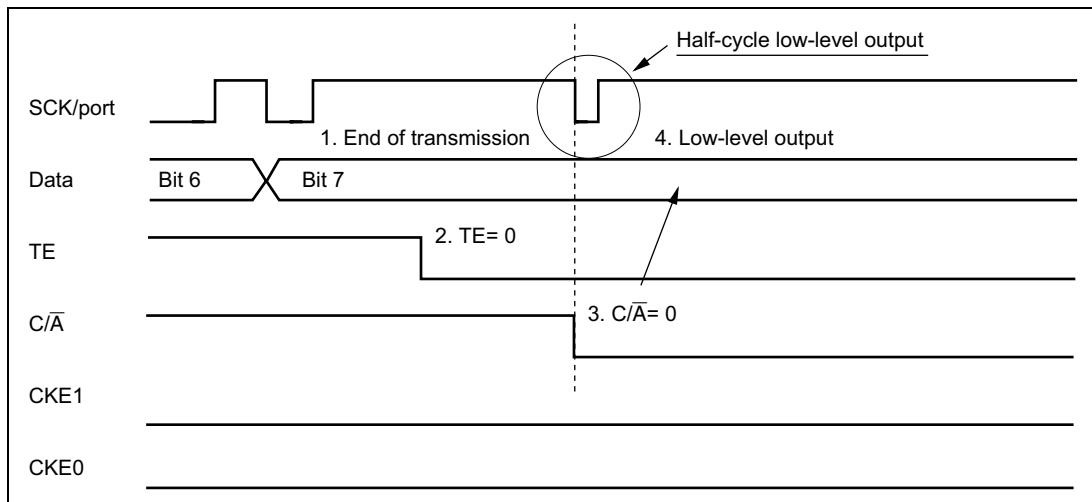 Half-cycle low-level output
SCK/port
1. End of transmission
4. Low-level output
Data
Bit 6
Bit 7
TE
2. TE= 0
C/A̅
3. C/A̅= 0
CKE1
CKE0